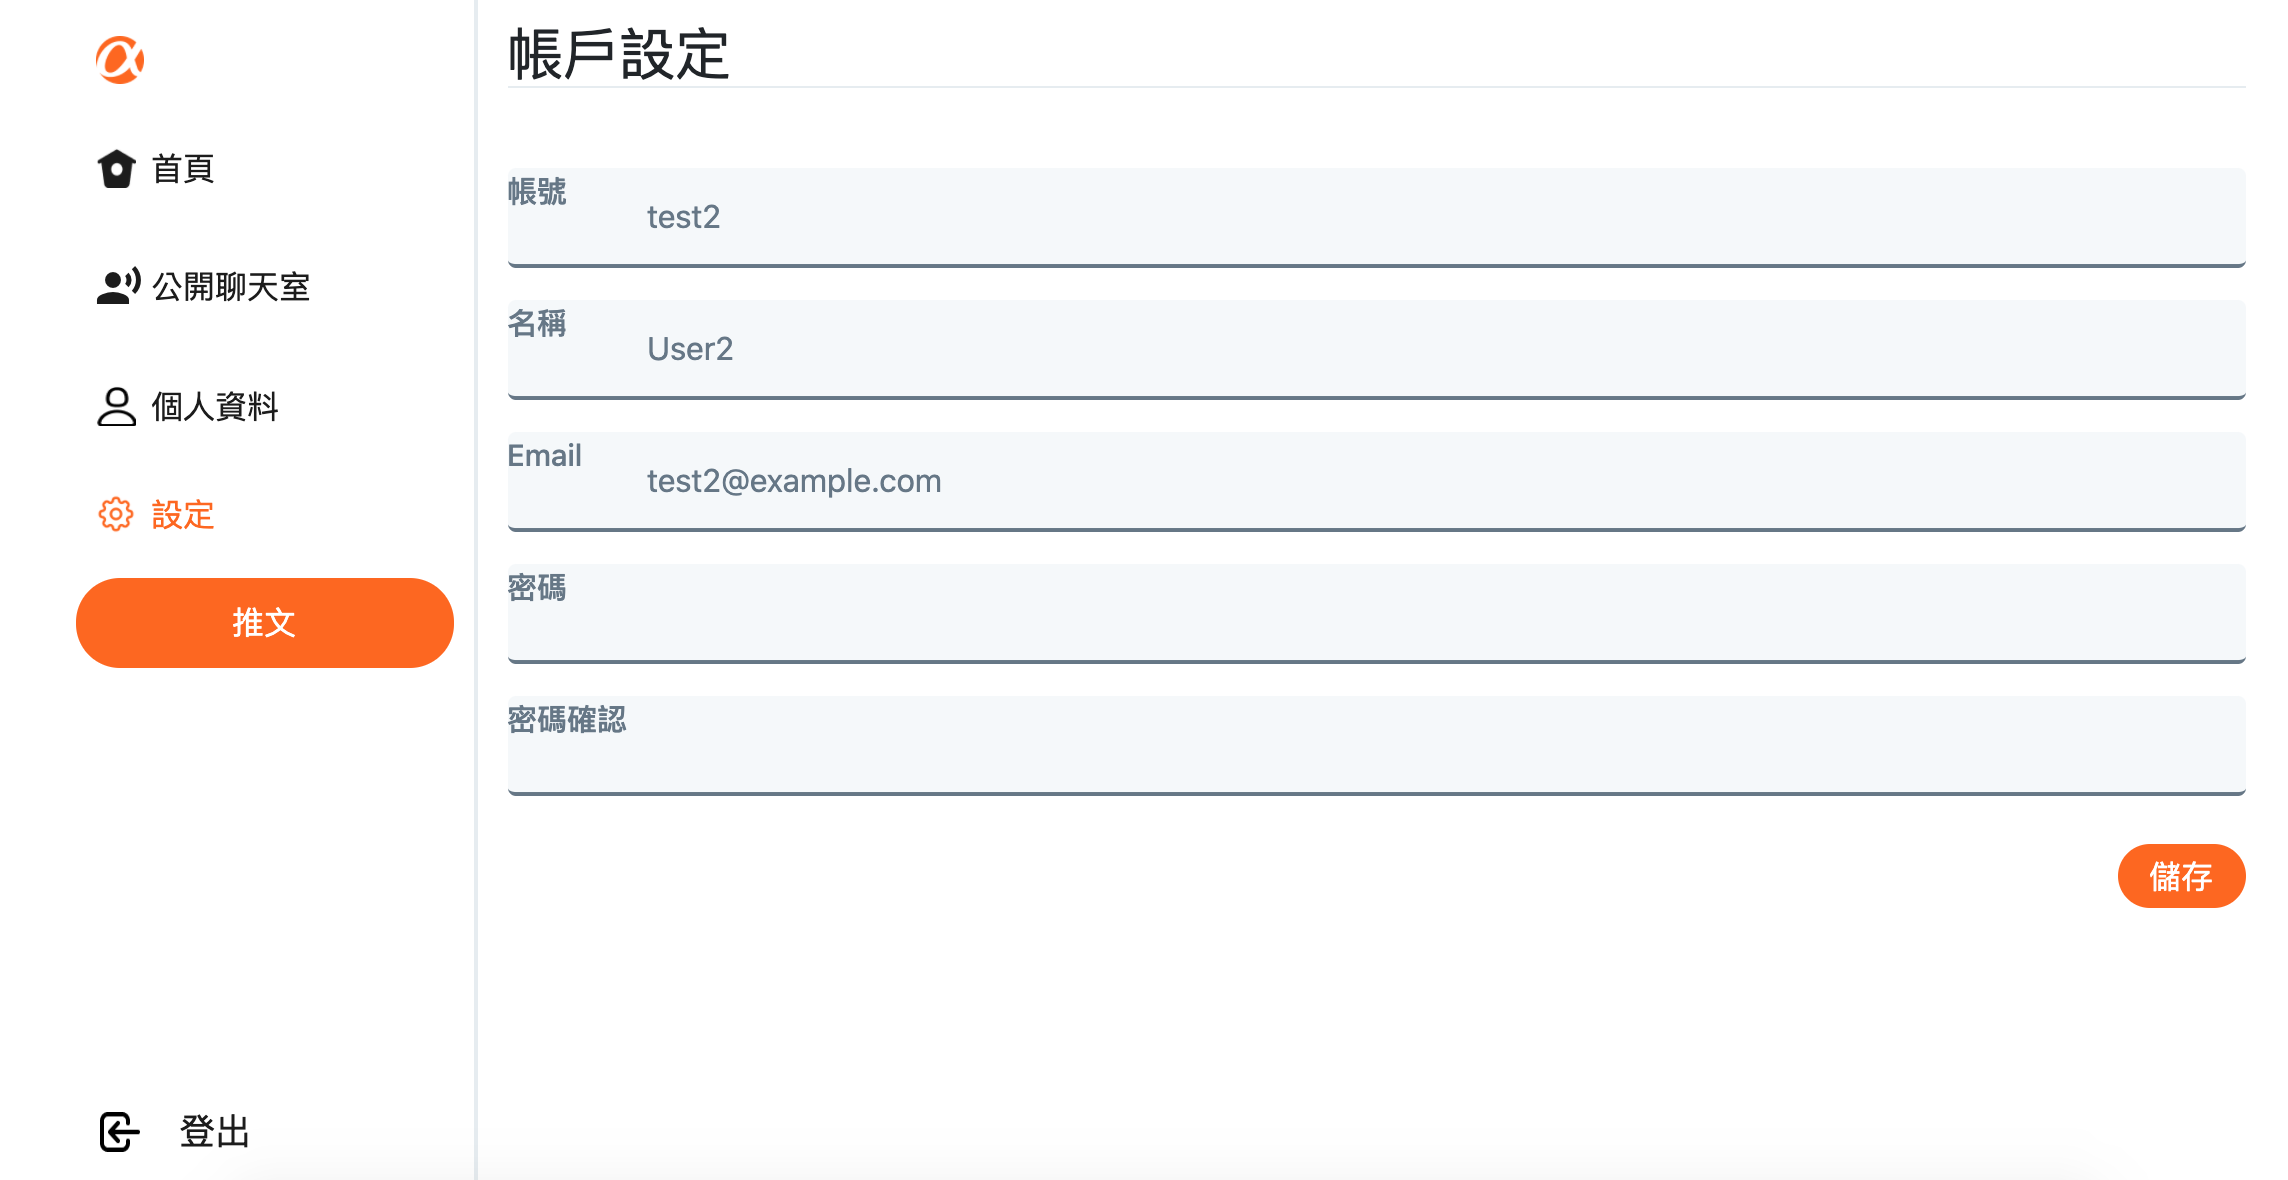 首頁
公開聊天室
個人資料
設定
推文
登出
帳戶設定
帳號
test2
名稱
User2
Email
test2@example.com
密碼
密碼確認
儲存